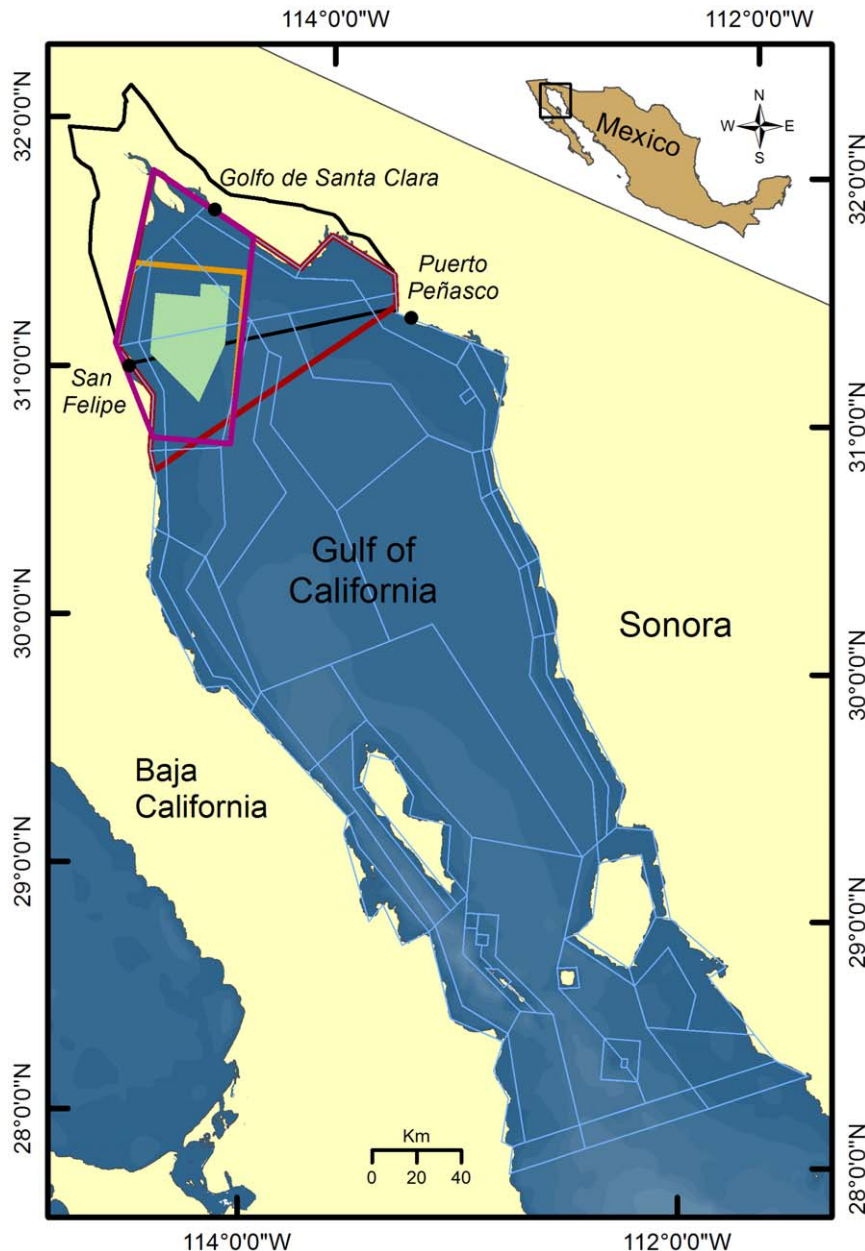 114°0'0"W
112°0'0"W
32°0'0"N
31°0'0"N
30°0'0"N
29°0'0"N
28°0'0"N
Mexico
N
W
E
S
Golfo de Santa Clara
Puerto
Peñasco
San
Felipe
Gulf of
California
Sonora
Baja
California
Km
0 20 40
32°0'0"N
31°0'0"N
30°0'0"N
29°0'0"N
28°0'0"N
114°0'0"W
112°0'0"W